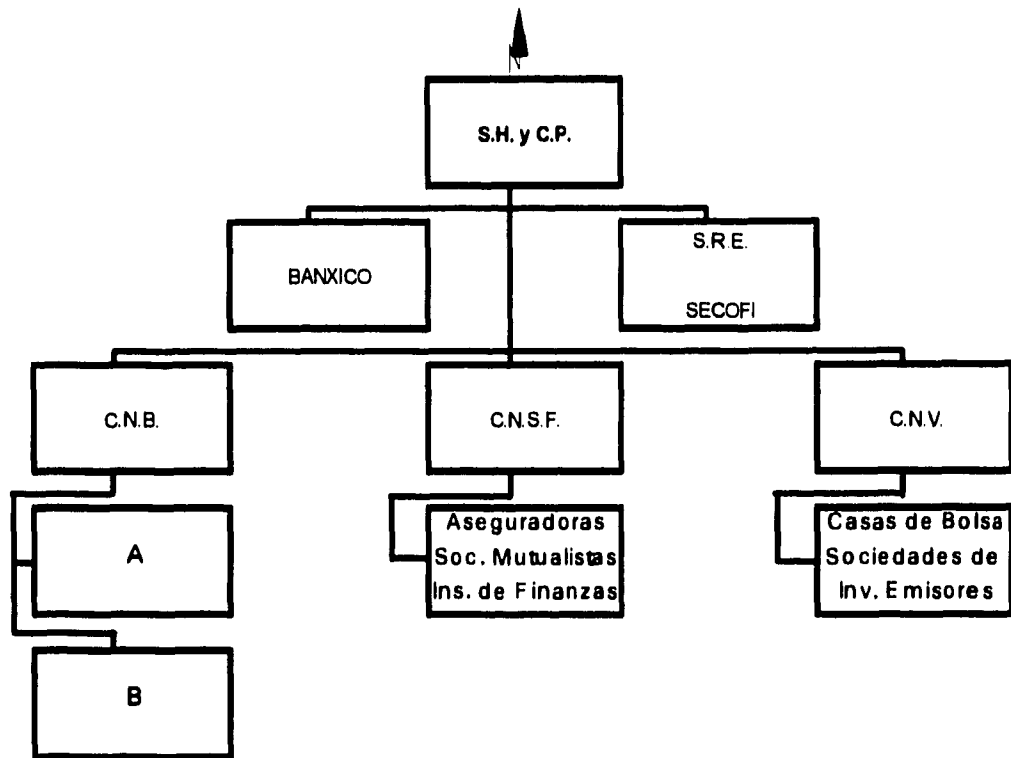 S.H. y C.P.
BANXICO
S.R.E.
SECOFI
C.N.B.
C.N.S.F.
C.N.V.
A
Aseguradoras
Soc. Mutualistas
Ins. de Finanzas
Casas de Bolsa
Sociedades de
Inv. Emisores
B